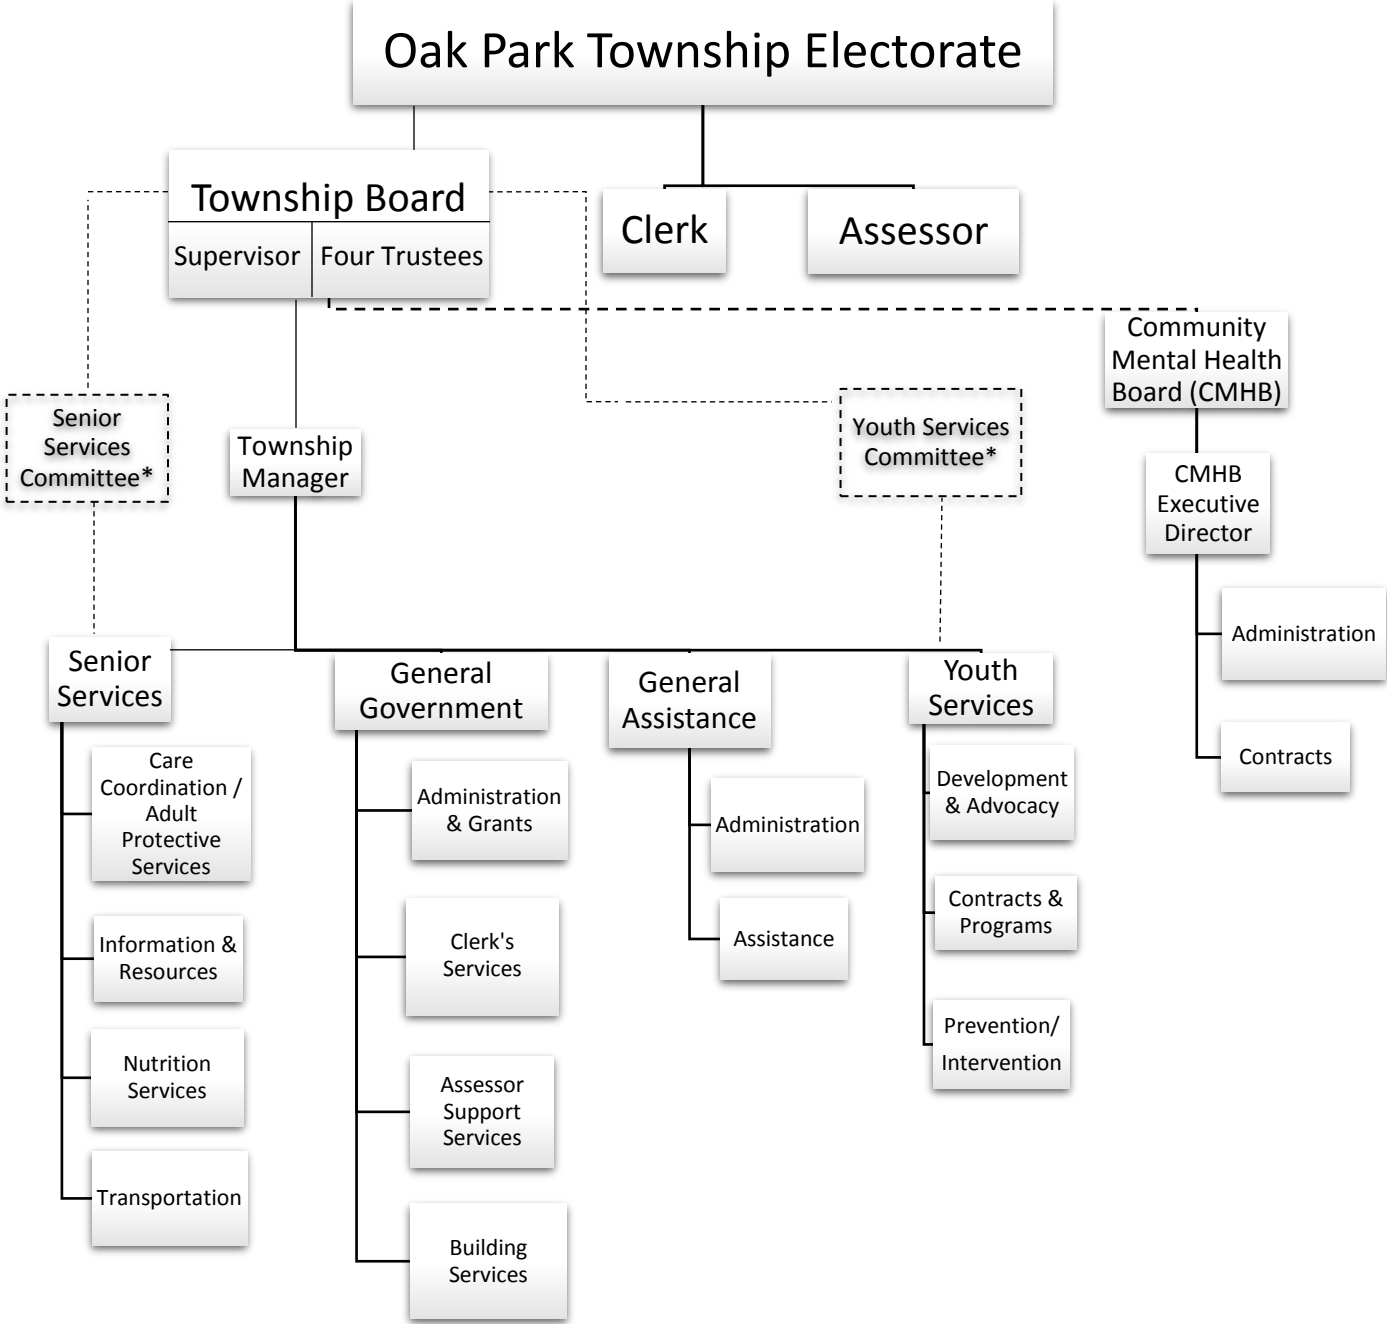 Oak Park Township Electorate
Township Board
Supervisor
Four Trustees
Clerk
Assessor
Community
Mental Health
Board (CMHB)
Senior
Services
Committee*
Township
Manager
Youth Services
Committee*
CMHB
Executive
Director
Administration
Contracts
Senior
Services
General
Government
General
Assistance
Youth
Services
Care
Coordination /
Adult
Protective
Services
Information &
Resources
Nutrition
Services
Transportation
Administration
& Grants
Clerk's
Services
Assessor
Support
Services
Building
Services
Administration
Assistance
Development
& Advocacy
Contracts &
Programs
Prevention/
Intervention